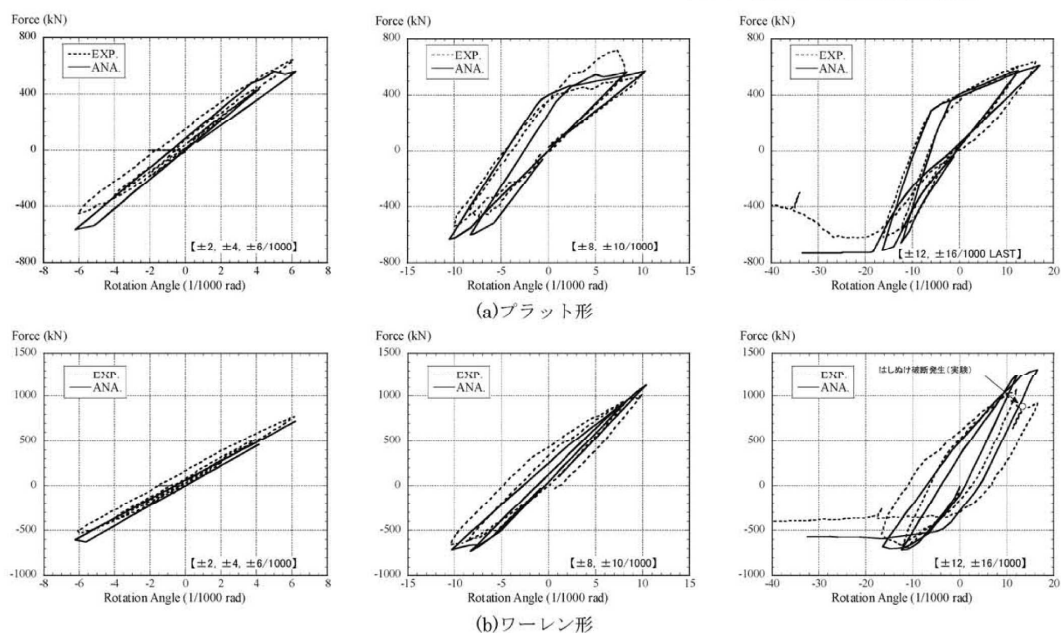 Force (kN)
800
400
0
-400
-800
EXP.
ANA.
【±2, ±4, ±6/1000】
-8 -6 -4 -2 0 2 4 6 8
Rotation Angle (1/1000 rad)
Force (kN)
800
400
0
-400
-800
EXP.
ANA.
【±8, ±10/1000】
-15 -10 -5 0 5 10 15
Rotation Angle (1/1000 rad)
Force (kN)
800
400
0
-400
-800
EXP.
ANA.
【±12, ±16/1000 LAST】
-40 -30 -20 -10 0 10 20
Rotation Angle (1/1000 rad)
(a)プラット形
Force (kN)
1500
1000
500
0
-500
-1000
EXP.
ANA.
【±2, ±4, ±6/1000】
-8 -6 -4 -2 0 2 4 6 8
Rotation Angle (1/1000 rad)
Force (kN)
1500
1000
500
0
-500
-1000
EXP.
ANA.
【±8, ±10/1000】
-15 -10 -5 0 5 10 15
Rotation Angle (1/1000 rad)
Force (kN)
1500
1000
500
0
-500
-1000
EXP.
ANA.
はしぬけ破断発生(実験)
【±12, ±16/1000】
-40 -30 -20 -10 0 10 20
Rotation Angle (1/1000 rad)
(b)ワーレン形